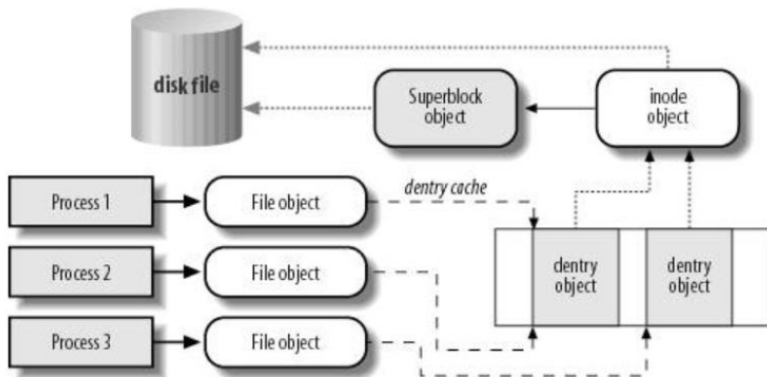 disk file
Superblock
object
inode
object
Process 1
File object
dentry cache
Process 2
File object
dentry
object
dentry
object
Process 3
File object